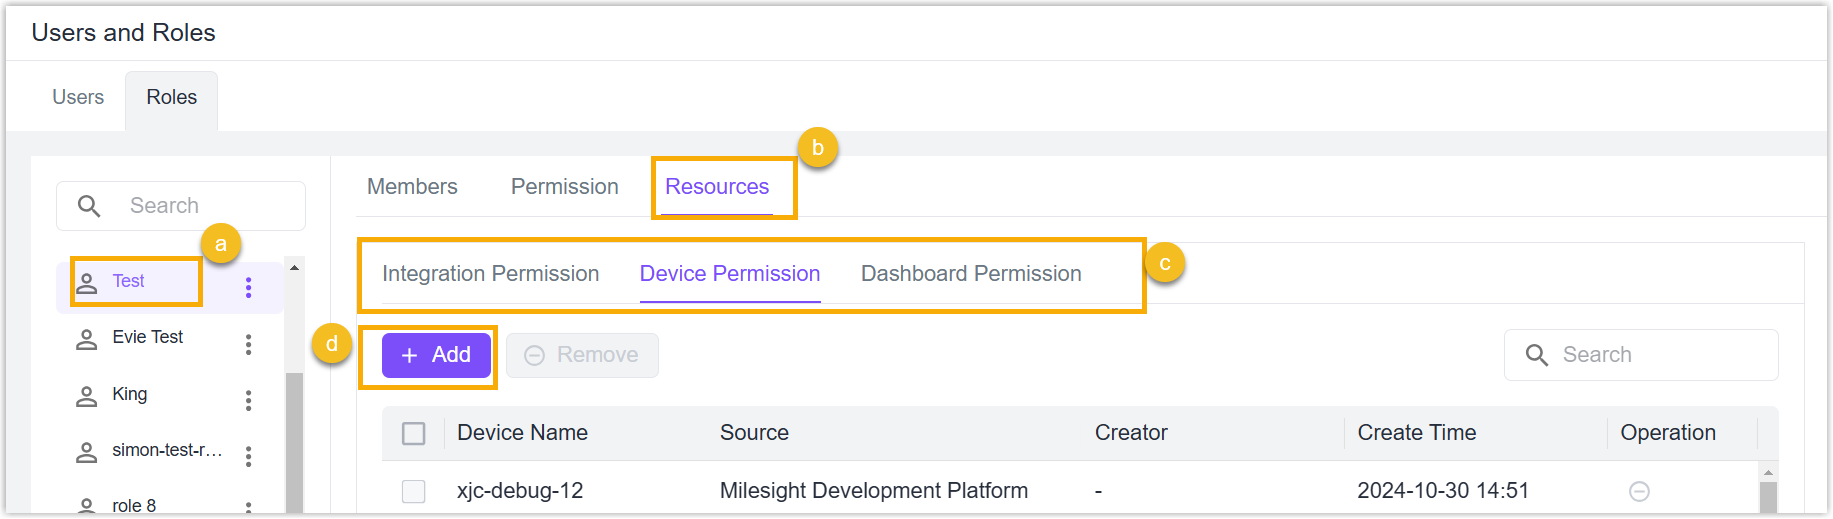 Users and Roles
Users Roles
b
Members Permission Resources
Search
a
Test
Integration Permission Device Permission Dashboard Permission
c
Evie Test
d
+ Add Remove Search
King
Device Name Source Creator Create Time Operation
simon-test-r...
xjc-debug-12 Milesight Development Platform - 2024-10-30 14:51
role 8